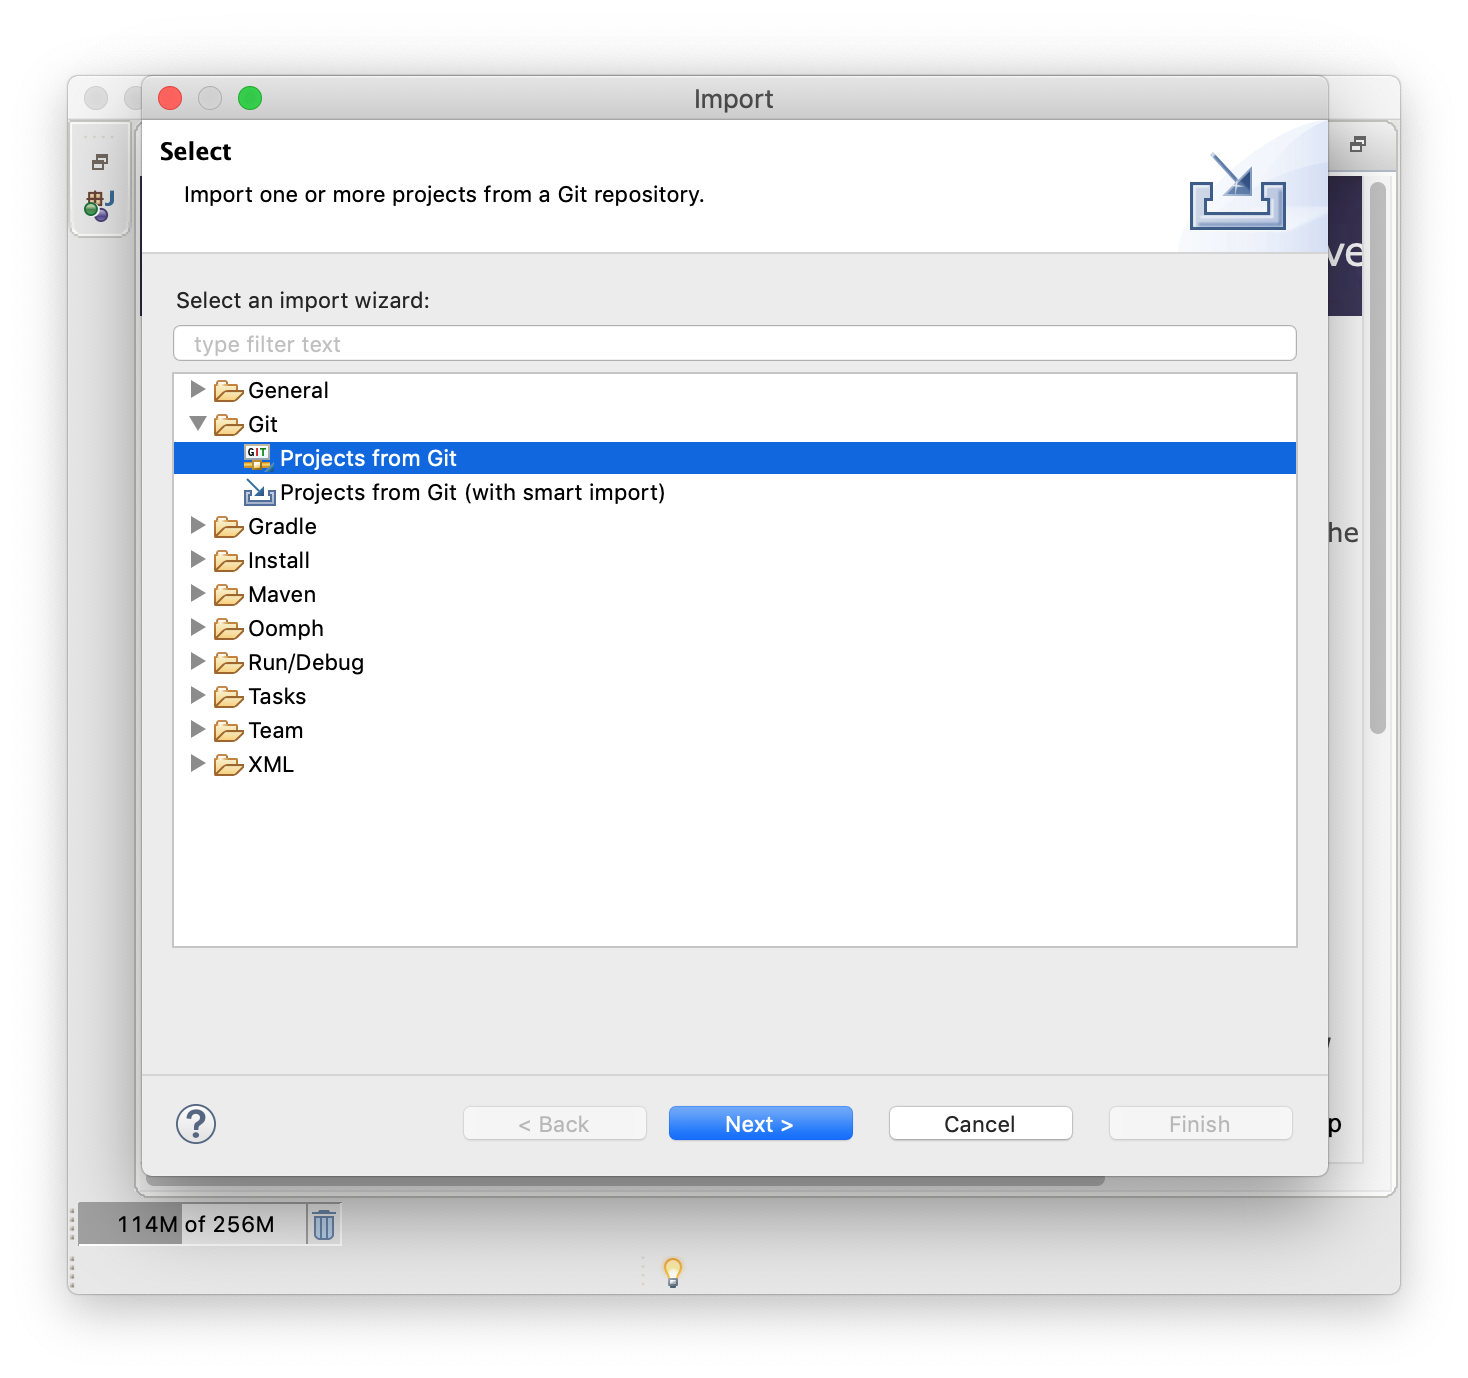 Import
Select
Import one or more projects from a Git repository.
ve
Select an import wizard:
type filter text
General
Git
GIT Projects from Git
Projects from Git (with smart import)
Gradle
he
Install
Maven
Oomph
Run/Debug
Tasks
Team
XML
?
< Back
Next >
Cancel
Finish
p
114M of 256M